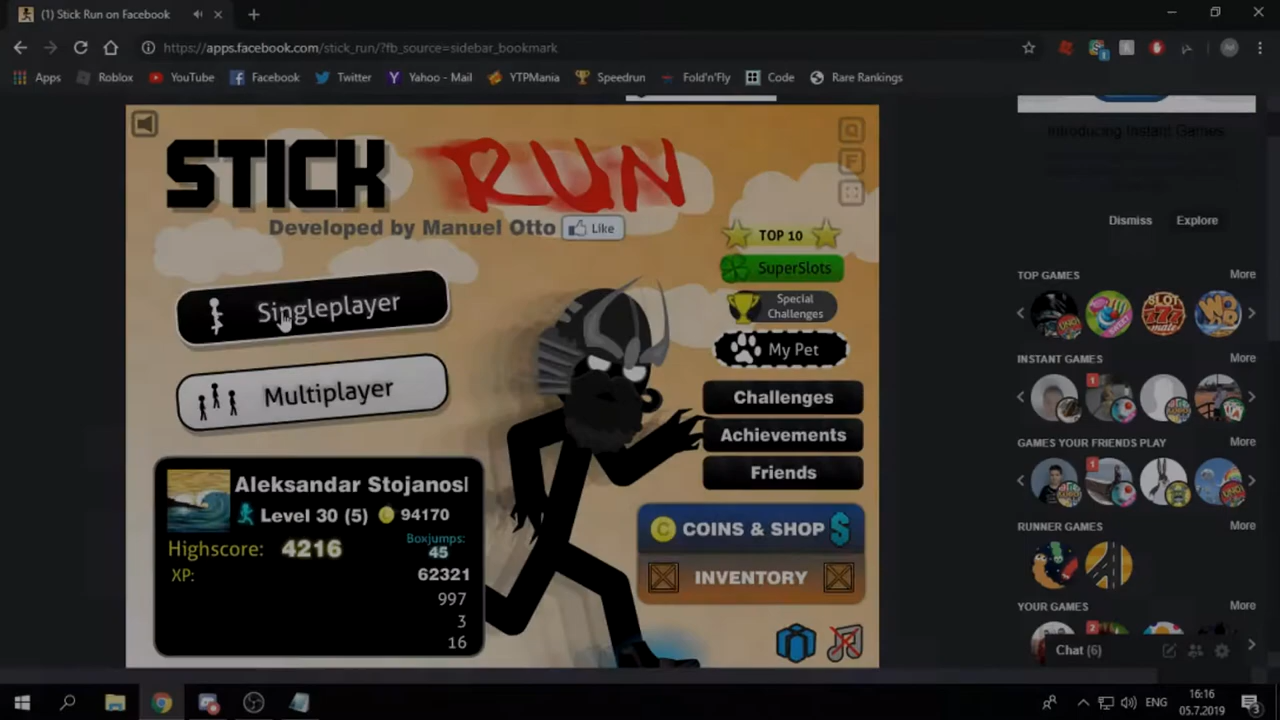 (1) Stick Run on Facebook
https://apps.facebook.com/stick_run/?fb_source=sidebar_bookmark
Apps
Roblox
YouTube
Facebook
Twitter
Yahoo - Mail
YTPMania
Speedrun
Fold'n'Fly
Code
Rare Rankings
STICK RUN
Developed by Manuel Otto
Like
Q
F
TOP 10
SuperSlots
Special
Challenges
My Pet
Singleplayer
Multiplayer
Challenges
Achievements
Friends
Aleksandar Stojanosl
Level 30 (5)
94170
Highscore: 4216
Boxjumps:
45
XP:
62321
997
3
16
COINS & SHOP $
INVENTORY
Introducing Instant Games
Dismiss
Explore
TOP GAMES
More
INSTANT GAMES
More
1
GAMES YOUR FRIENDS PLAY
More
1
RUNNER GAMES
More
YOUR GAMES
More
2
Chat (6)
ENG
16:16
05.7.2019
3